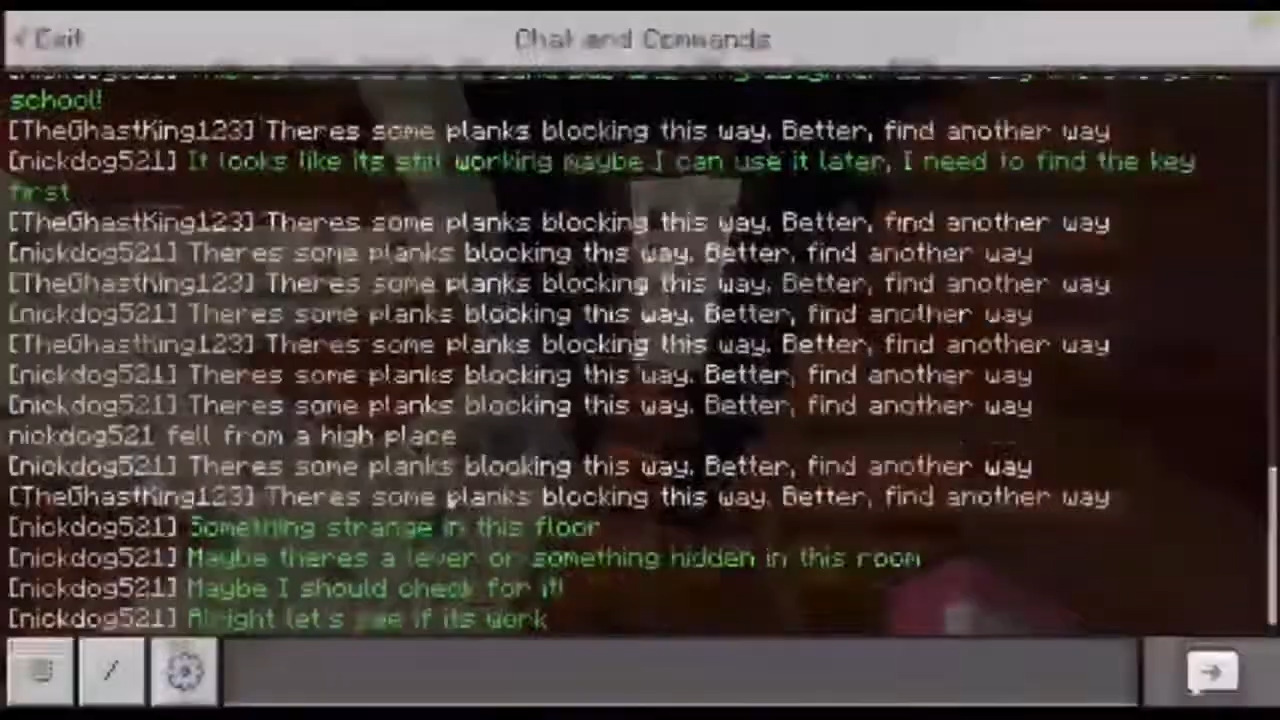 < Exit
Chat and Commands
school!
[TheGhastKing123] Theres some planks blocking this way. Better, find another way
[nickdog521] It looks like its still working maybe I can use it later, I need to find the key
first
[TheGhastKing123] Theres some planks blocking this way. Better, find another way
[nickdog521] Theres some planks blocking this way. Better, find another way
[TheGhastKing123] Theres some planks blocking this way. Better, find another way
[nickdog521] Theres some planks blocking this way. Better, find another way
[TheGhastKing123] Theres some planks blocking this way. Better, find another way
[nickdog521] Theres some planks blocking this way. Better, find another way
[nickdog521] Theres some planks blocking this way. Better, find another way
nickdog521 fell from a high place
[nickdog521] Theres some planks blocking this way. Better, find another way
[TheGhastKing123] Theres some planks blocking this way. Better, find another way
[nickdog521] Something strange in this floor
[nickdog521] Maybe theres a lever or something hidden in this room
[nickdog521] Maybe I should check for it!
[nickdog521] Alright let's see if its work
/